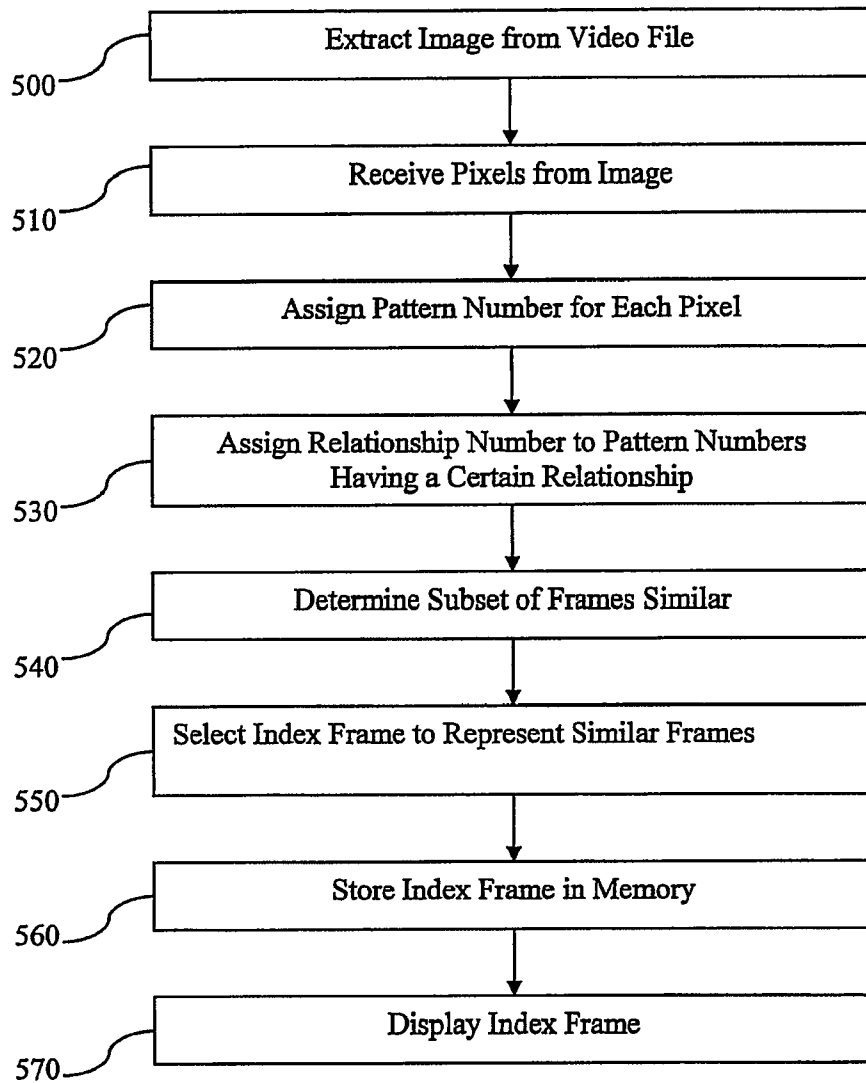 Extract Image from Video File
500
Receive Pixels from Image
510
Assign Pattern Number for Each Pixel
520
Assign Relationship Number to Pattern Numbers
Having a Certain Relationship
530
Determine Subset of Frames Similar
540
Select Index Frame to Represent Similar Frames
550
Store Index Frame in Memory
560
Display Index Frame
570